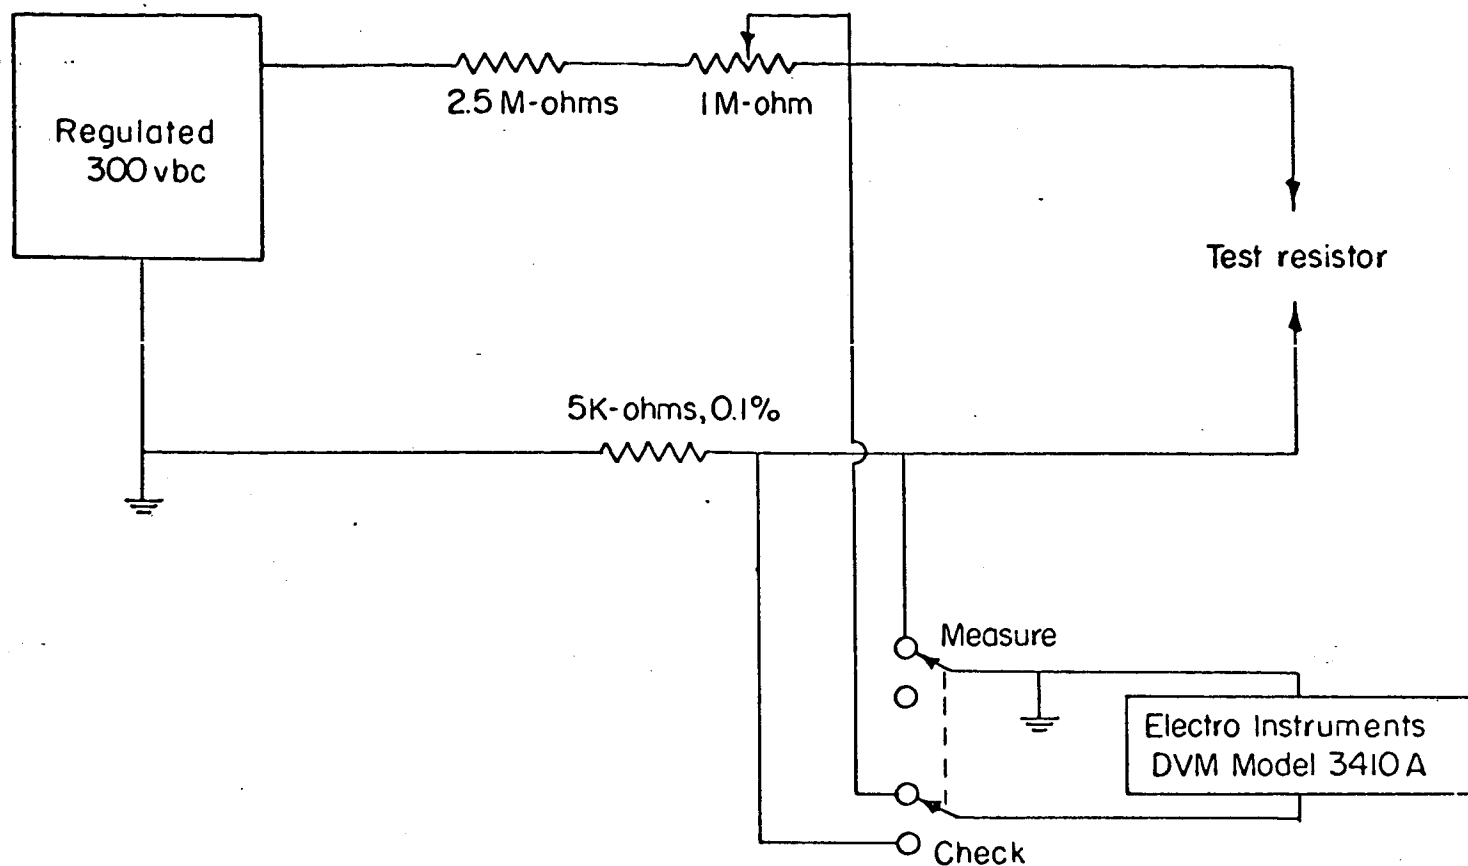 Regulated
300 vbc
2.5 M-ohms
1 M-ohm
Test resistor
5K-ohms, 0.1%
Measure
Electro Instruments
DVM Model 3410 A
Check